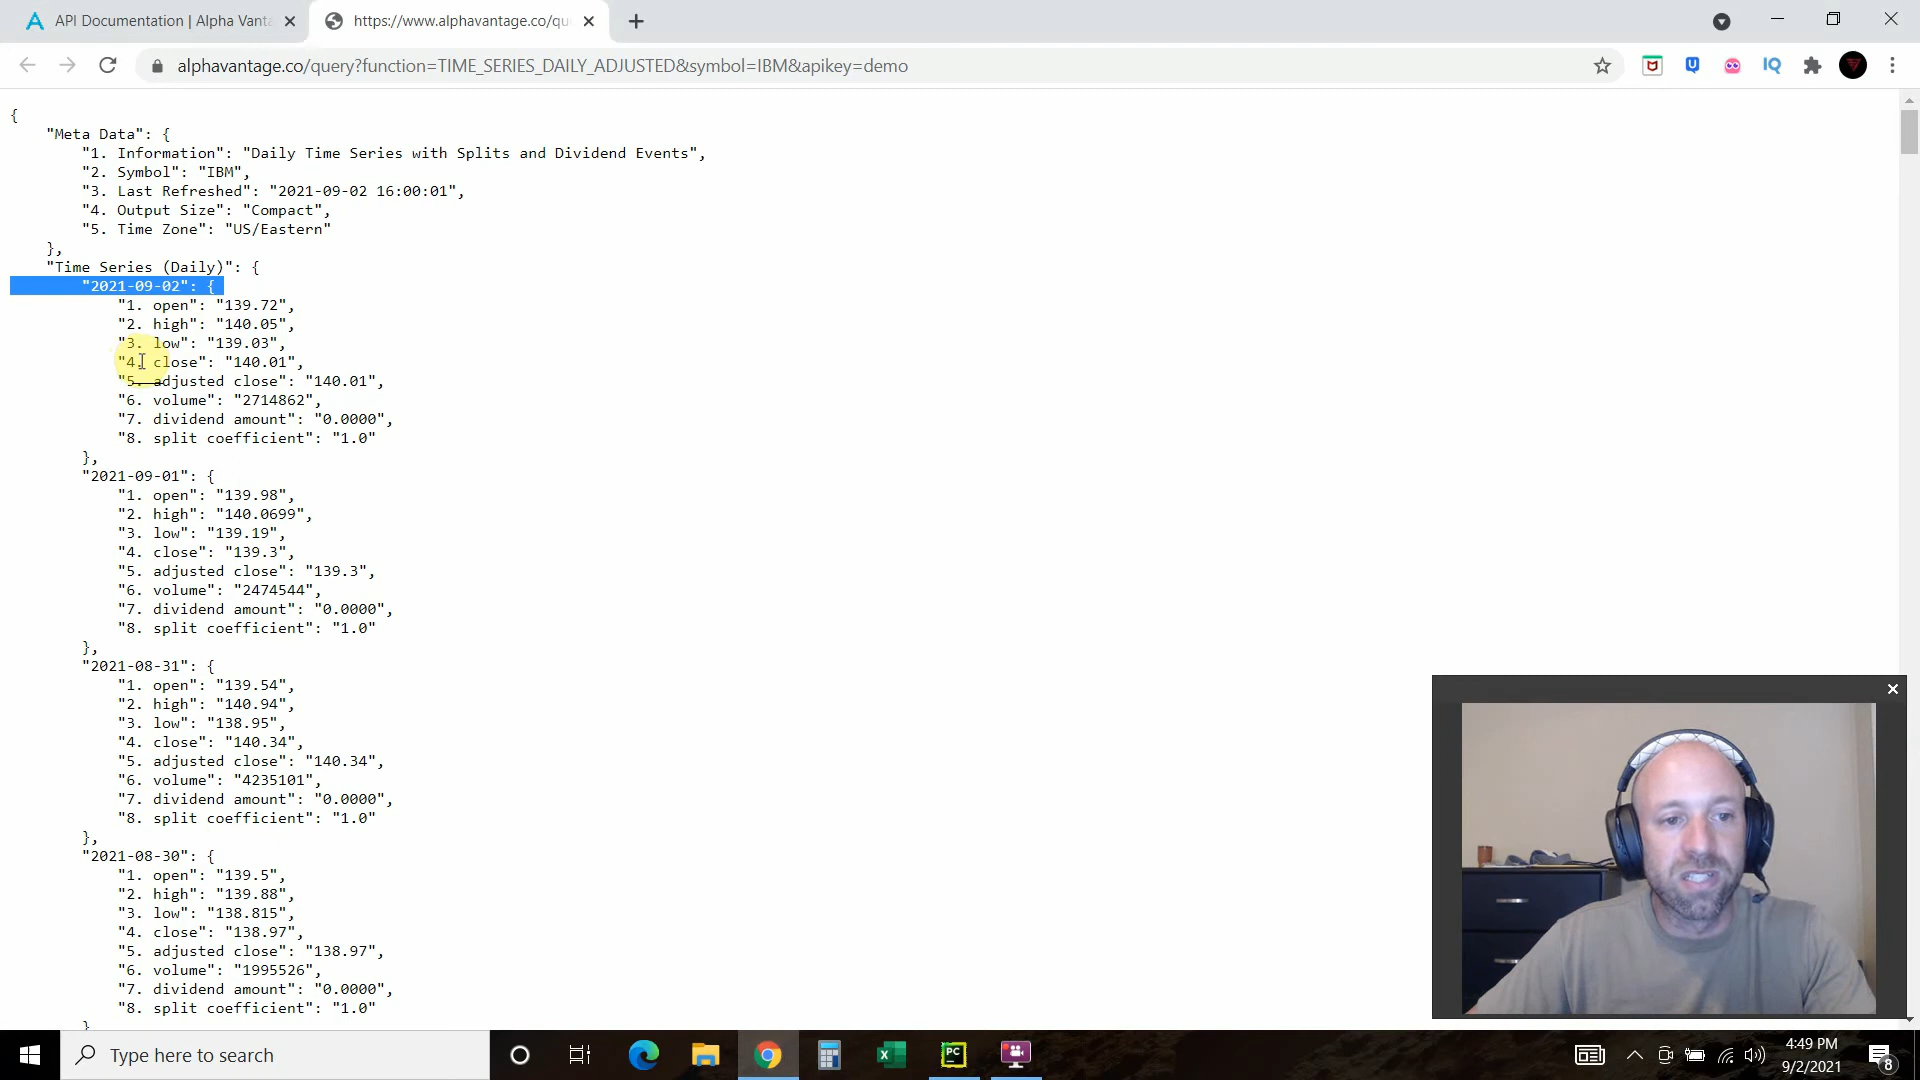 API Documentation | Alpha Vanta
https://www.alphavantage.co/qu
alphavantage.co/query?function=TIME_SERIES_DAILY_ADJUSTED&symbol=IBM&apikey=demo
IQ
{
"Meta Data": {
"1. Information": "Daily Time Series with Splits and Dividend Events",
"2. Symbol": "IBM",
"3. Last Refreshed": "2021-09-02 16:00:01",
"4. Output Size": "Compact",
"5. Time Zone": "US/Eastern"
},
"Time Series (Daily)": {
"2021-09-02": {
"1. open": "139.72",
"2. high": "140.05",
"3. low": "139.03",
"4. close": "140.01",
"5. adjusted close": "140.01",
"6. volume": "2714862",
"7. dividend amount": "0.0000",
"8. split coefficient": "1.0"
},
"2021-09-01": {
"1. open": "139.98",
"2. high": "140.0699",
"3. low": "139.19",
"4. close": "139.3",
"5. adjusted close": "139.3",
"6. volume": "2474544",
"7. dividend amount": "0.0000",
"8. split coefficient": "1.0"
},
"2021-08-31": {
"1. open": "139.54",
"2. high": "140.94",
"3. low": "138.95",
"4. close": "140.34",
"5. adjusted close": "140.34",
"6. volume": "4235101",
"7. dividend amount": "0.0000",
"8. split coefficient": "1.0"
},
"2021-08-30": {
"1. open": "139.5",
"2. high": "139.88",
"3. low": "138.815",
"4. close": "138.97",
"5. adjusted close": "138.97",
"6. volume": "1995526",
"7. dividend amount": "0.0000",
"8. split coefficient": "1.0"
}
Type here to search
PC
4:49 PM
9/2/2021
8